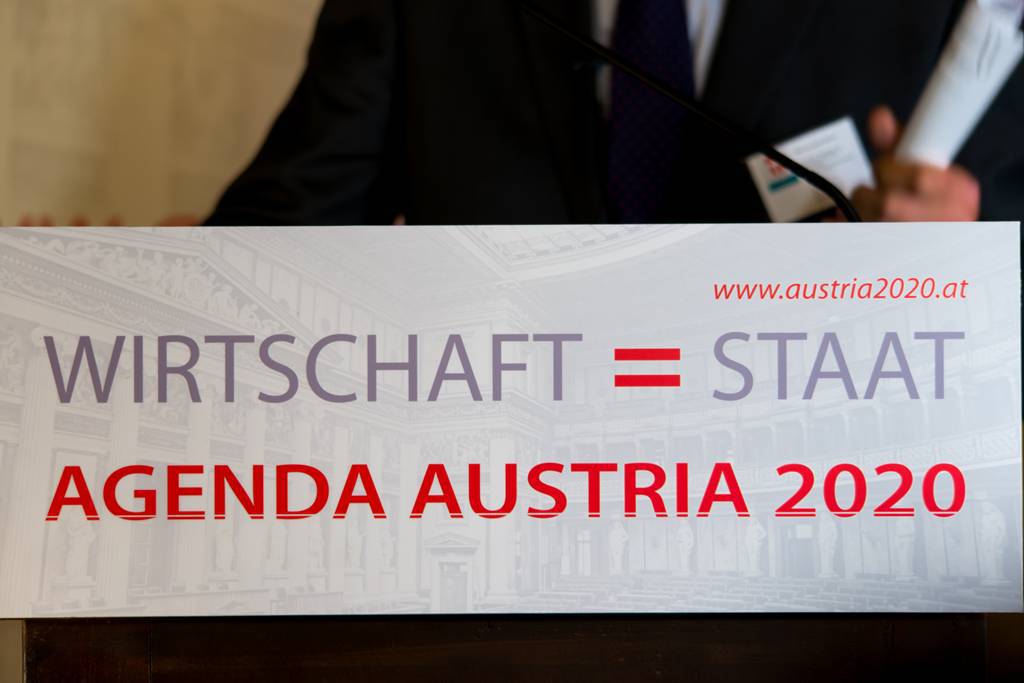 www.austria2020.at
WIRTSCHAFT = STAAT
AGENDA AUSTRIA 2020